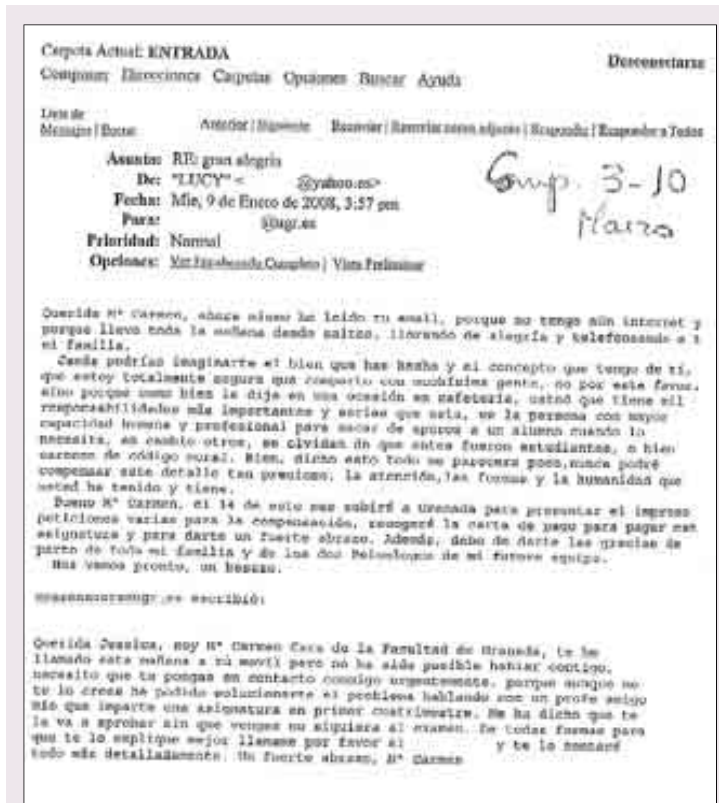 Carpeta Actual: ENTRADA
Desconectarse
Componer Direcciones Carpetas Opciones Buscar Ayuda
Lista de
Mensajes | Borrar Anterior | Siguiente Reenviar | Reenviar como adjunto | Responder | Responder a Todos
Asunto: RE: gran alegria
De: "LUCY" < @yahoo.es>
Fecha: Mie, 9 de Enero de 2008, 3:57 pm
Para: @ugr.es
Prioridad: Normal
Opciones: Ver Encabezado Completo | Vista Preliminar
3-10
Marzo
Querida Mª Carmen, ahora mismo he leido tu email, porque no tengo aún internet y
porque llevo toda la mañana dando saltos, llorando de alegría y telefoneando a t
mi familia.
Jamás podrías imaginarte el bien que has hecho y el concepto que tengo de tí,
que estoy totalmente segura que comparto con muchísima gente, no por este favor,
sino porque como bien le dije en una ocasión en cafetería, usted que tiene mil
responsabilidades más importantes y serias que esta, es la persona con mayor
capacidad humana y profesional para sacar de apuros a un alumno cuando lo
necesita, en cambio otros, se olvidan de que antes fueron estudiantes, o bien
carecen de código moral. Bien, dicho esto todo me parecera poco,nunca podré
compensar este detalle tan precioso, la atención,las formas y la humanidad que
usted ha tenido y tiene.
Bueno Mª Carmen, el 14 de este mes subiré a Granada para presentar el impreso
peticiones varias para la compensación, recogeré la carta de pago para pagar esa
asignatura y para darte un fuerte abrazo. Además, debo de darte las gracias de
parte de toda mi familia y de los dos de mi futuro equipo.
Nos vemos pronto, un besazo.
escribió:
Querida Jessica, soy Mª Carmen de la Facultad de Granada, te he
llamado esta mañana a tú movil pero no ha sido posible hablar contigo,
necesito que te pongas en contacto conmigo urgentemente, porque aunque no
te lo creas he podido solucionarte el problema hablando con un profe amigo
mio que imparte una asignatura en primer cuatrimestre. Me ha dicho que te
la va a aprobar sin que vengas ni siquiera al examen. De todas formas para
que te lo explique mejor llamame por favor al y te lo contaré
todo más detalladamente. Un fuerte abrazo, Mª Carmen